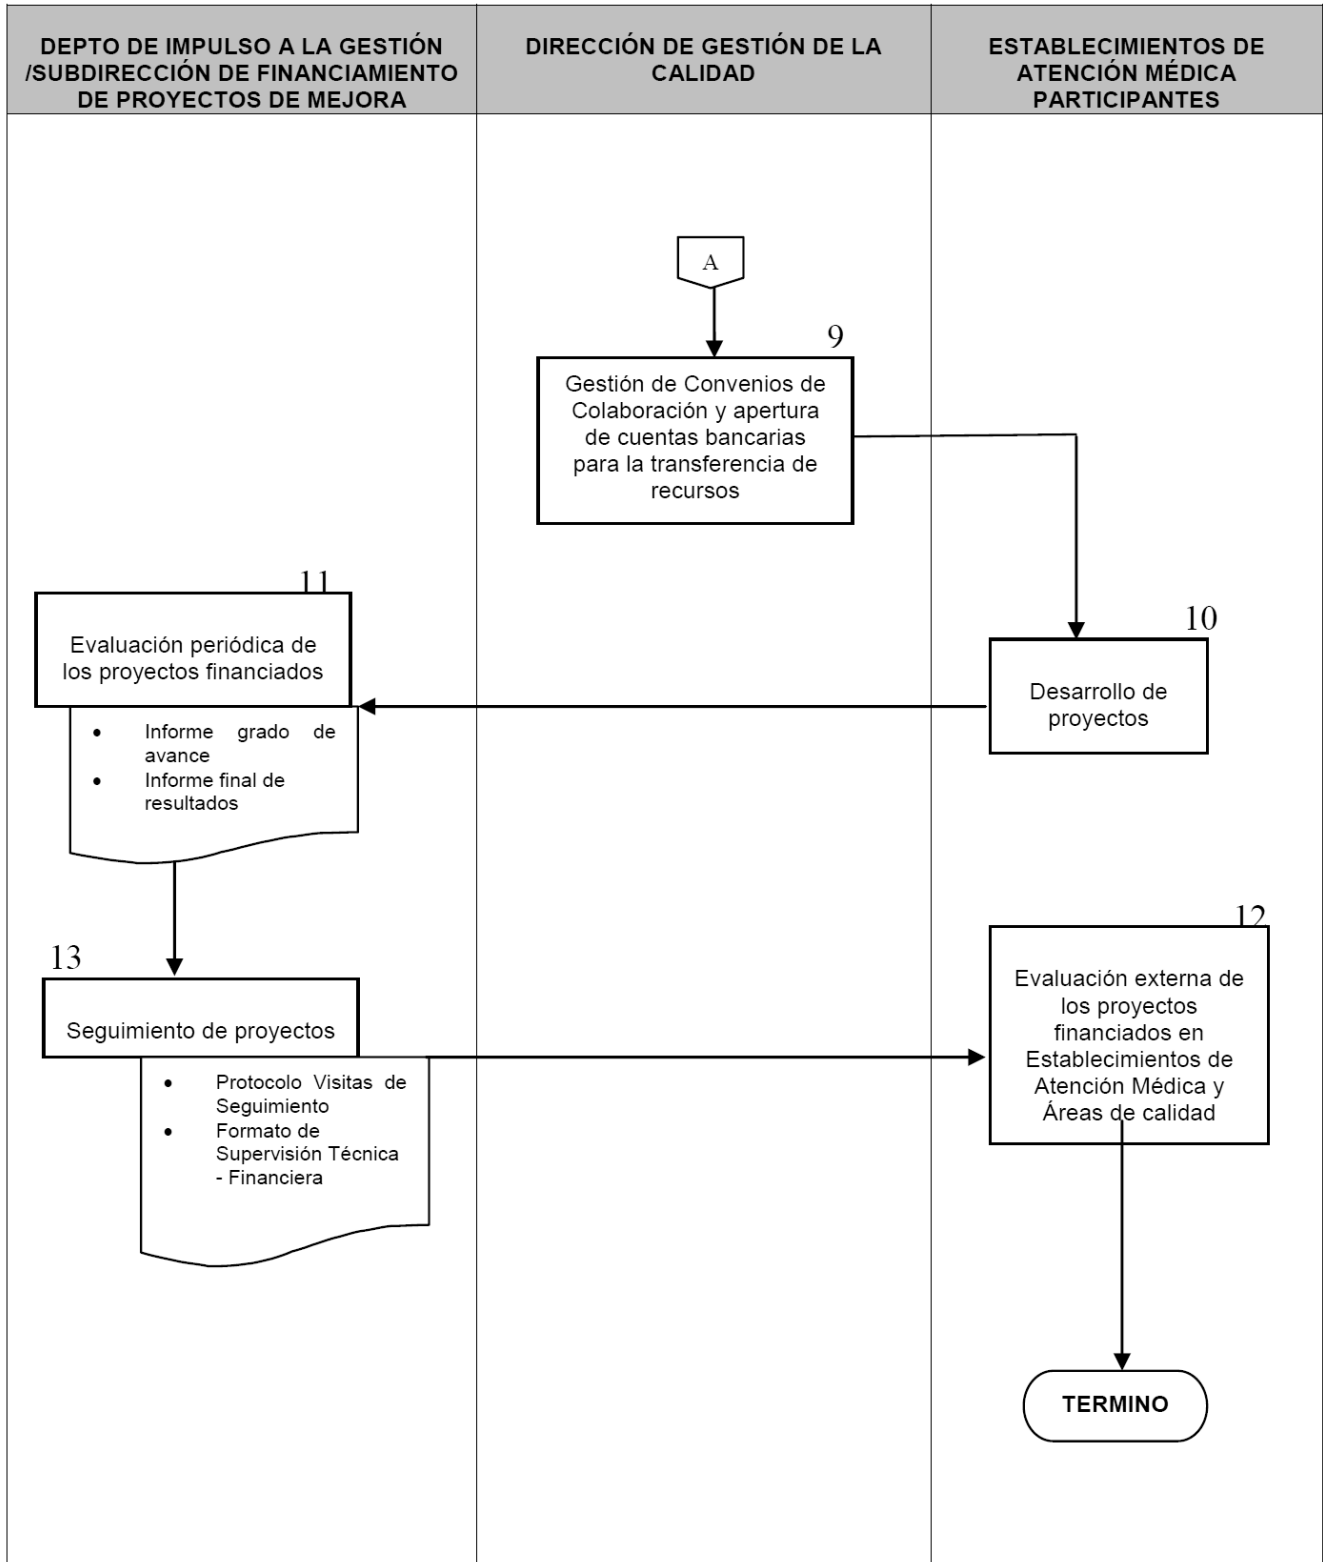 DEPTO DE IMPULSO A LA GESTIÓN
/SUBDIRECCIÓN DE FINANCIAMIENTO
DE PROYECTOS DE MEJORA
DIRECCIÓN DE GESTIÓN DE LA
CALIDAD
ESTABLECIMIENTOS DE
ATENCIÓN MÉDICA
PARTICIPANTES
A
9
Gestión de Convenios de
Colaboración y apertura
de cuentas bancarias
para la transferencia de
recursos
10
Desarrollo de
proyectos
11
Evaluación periódica de
los proyectos financiados
• Informe grado de
avance
• Informe final de
resultados
13
Seguimiento de proyectos
• Protocolo Visitas de
Seguimiento
• Formato de
Supervisión Técnica
- Financiera
12
Evaluación externa de
los proyectos
financiados en
Establecimientos de
Atención Médica y
Áreas de calidad
TERMINO